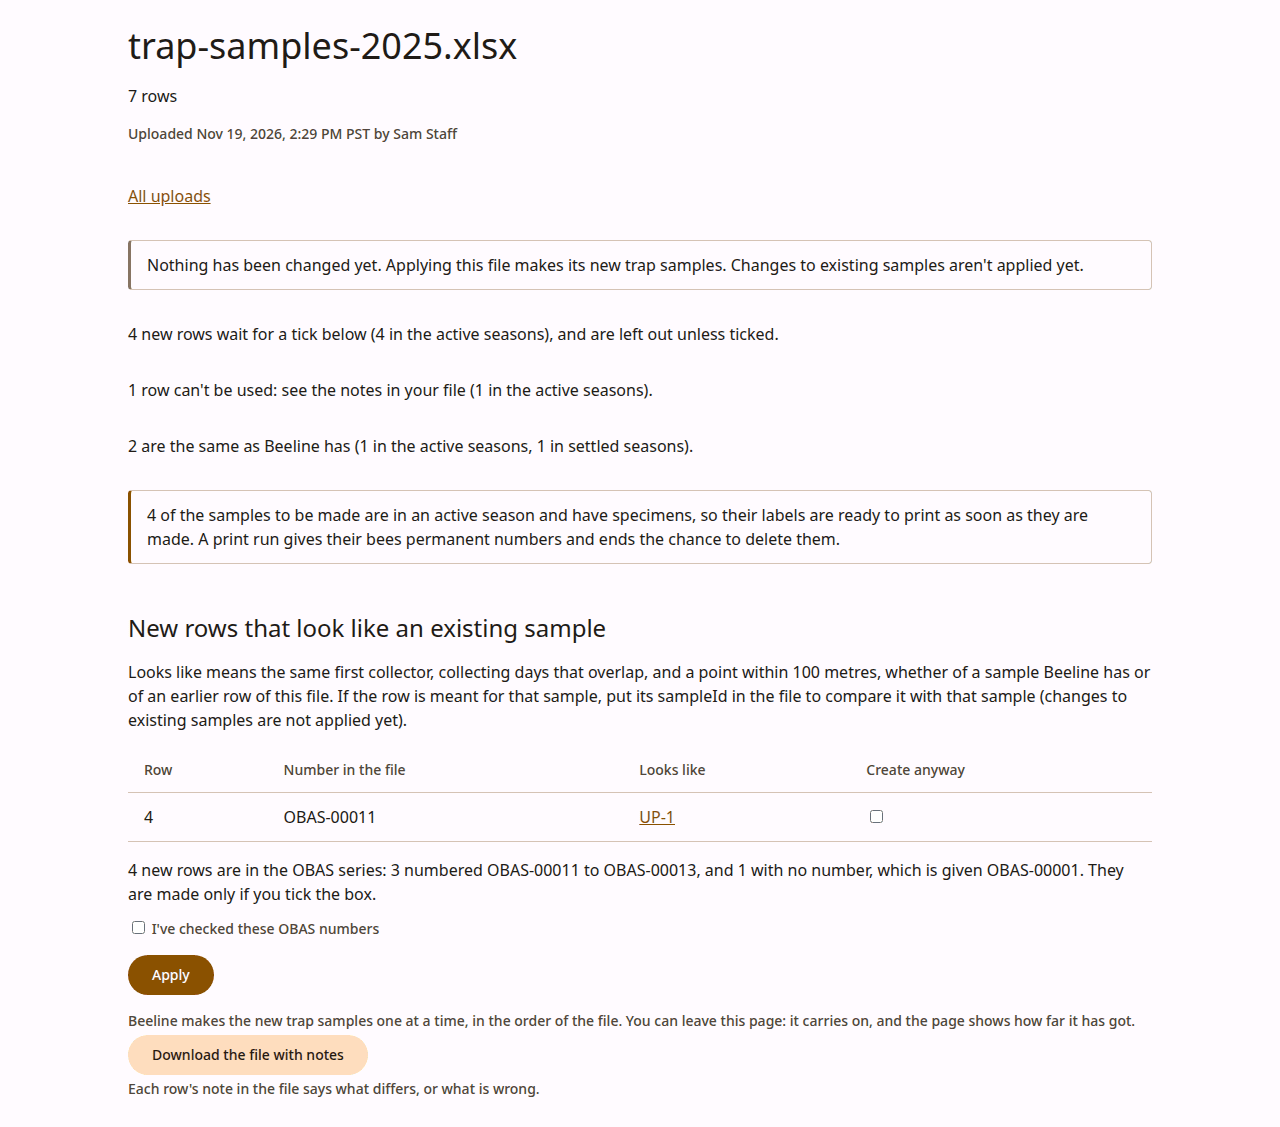 trap-samples-2025.xlsx
7 rows
Uploaded Nov 19, 2026, 2:29 PM PST by Sam Staff
All uploads
Nothing has been changed yet. Applying this file makes its new trap samples. Changes to existing samples aren't applied yet.
4 new rows wait for a tick below (4 in the active seasons), and are left out unless ticked.
1 row can't be used: see the notes in your file (1 in the active seasons).
2 are the same as Beeline has (1 in the active seasons, 1 in settled seasons).
4 of the samples to be made are in an active season and have specimens, so their labels are ready to print as soon as they are
made. A print run gives their bees permanent numbers and ends the chance to delete them.
New rows that look like an existing sample
Looks like means the same first collector, collecting days that overlap, and a point within 100 metres, whether of a sample Beeline has or
of an earlier row of this file. If the row is meant for that sample, put its sampleId in the file to compare it with that sample (changes to
existing samples are not applied yet).
Row Number in the file Looks like Create anyway
4 OBAS-00011 UP-1
4 new rows are in the OBAS series: 3 numbered OBAS-00011 to OBAS-00013, and 1 with no number, which is given OBAS-00001. They
are made only if you tick the box.
I've checked these OBAS numbers
Apply
Beeline makes the new trap samples one at a time, in the order of the file. You can leave this page: it carries on, and the page shows how far it has got.
Download the file with notes
Each row's note in the file says what differs, or what is wrong.